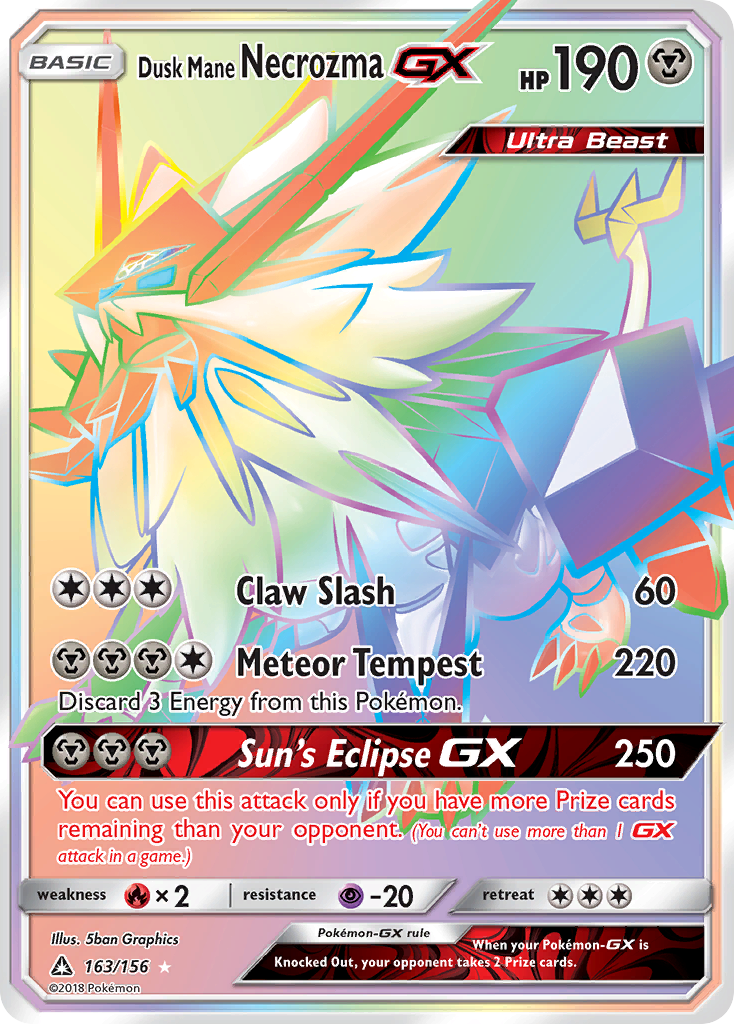 BASIC Dusk Mane Necrozma GX HP 190
Ultra Beast
Claw Slash 60
Meteor Tempest 220
Discard 3 Energy from this Pokémon.
Sun's Eclipse GX 250
You can use this attack only if you have more Prize cards
remaining than your opponent. (You can't use more than 1 GX
attack in a game.)
weakness × 2 resistance -20 retreat
Illus. 5ban Graphics
Pokémon-GX rule
When your Pokémon-GX is
Knocked Out, your opponent takes 2 Prize cards.
163/156
©2018 Pokémon